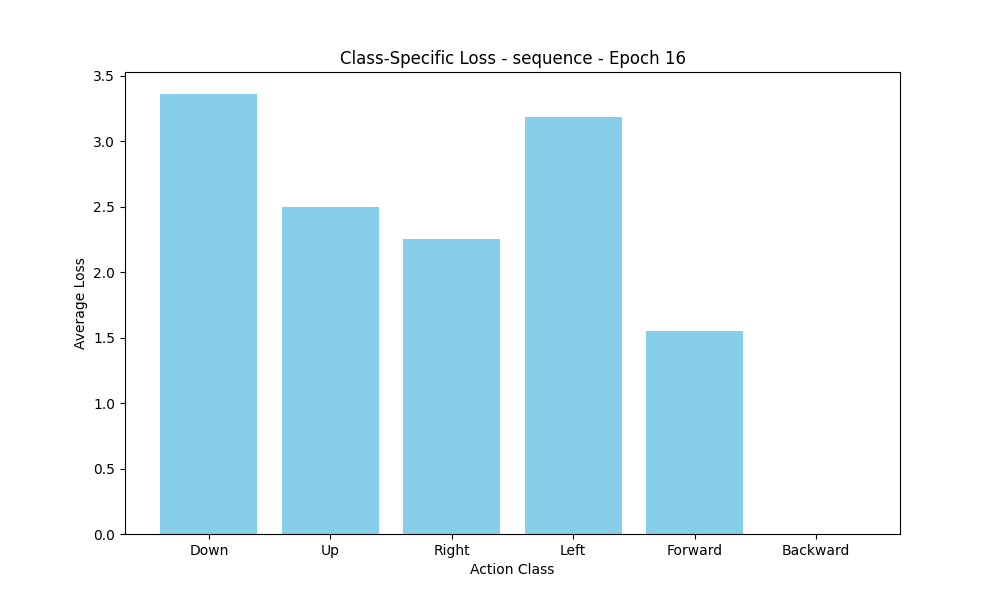 Class-Specific Loss - sequence - Epoch 16
3.5
3.0
2.5
2.0
1.5
1.0
0.5
0.0
Average Loss
Down Up Right Left Forward Backward
Action Class